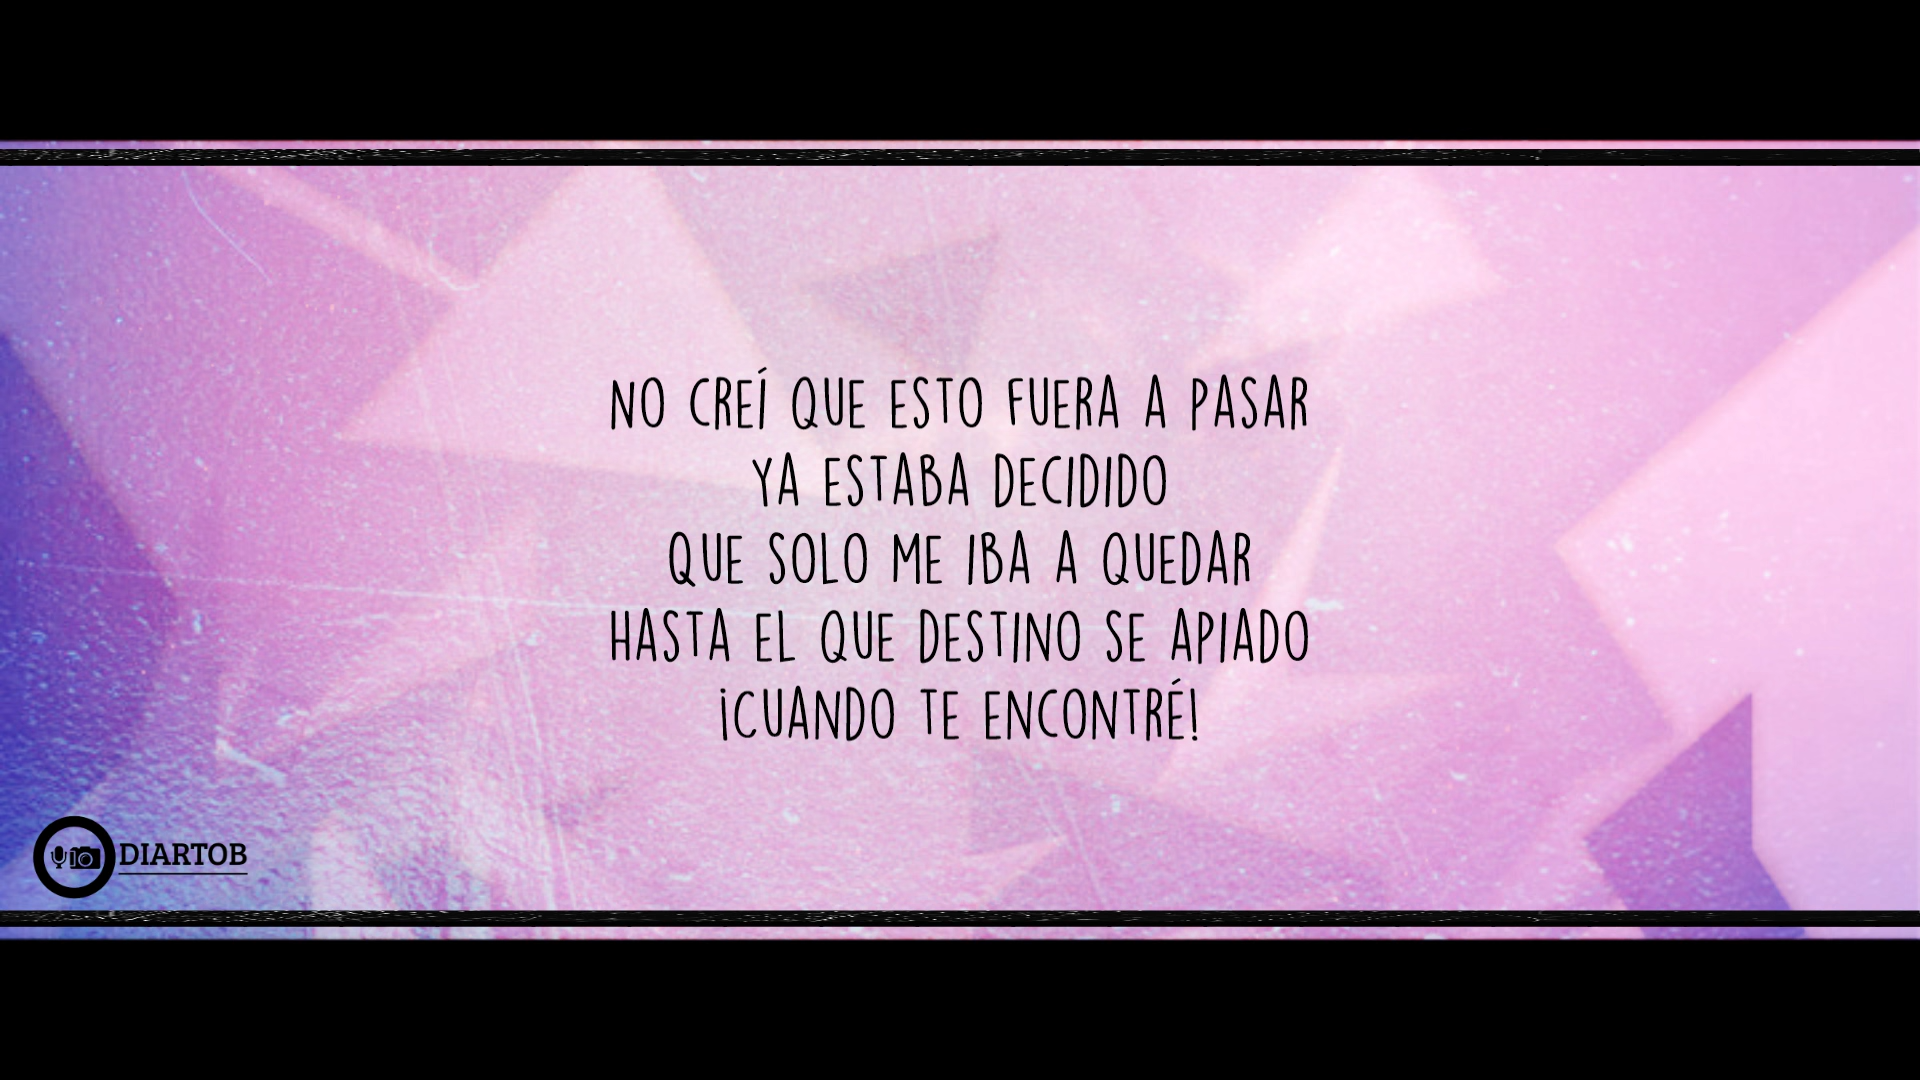 NO CREÍ QUE ESTO FUERA A PASAR
YA ESTABA DECIDIDO
QUE SOLO ME IBA A QUEDAR
HASTA EL QUE DESTINO SE APIADO
¡CUANDO TE ENCONTRÉ!
DIARTOB